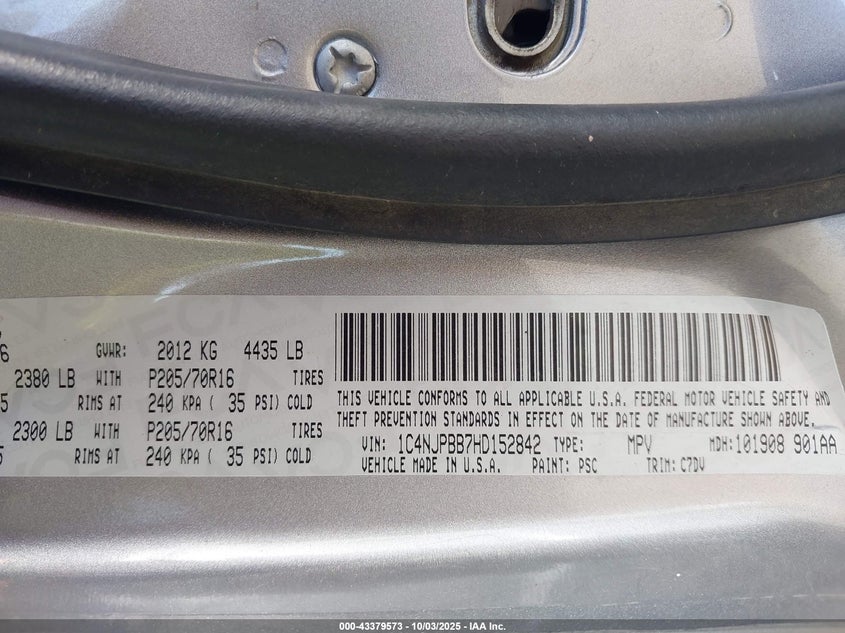 6 GVWR: 2012 KG 4435 LB
2380 LB WITH P205/70R16 TIRES
5 RIMS AT 240 KPA ( 35 PSI) COLD
2300 LB WITH P205/70R16 TIRES
5 RIMS AT 240 KPA ( 35 PSI) COLD
THIS VEHICLE CONFORMS TO ALL APPLICABLE U.S.A. FEDERAL MOTOR VEHICLE SAFETY AND
THEFT PREVENTION STANDARDS IN EFFECT ON THE DATE OF MANUFACTURE SHOWN ABOVE.
VIN: 1C4NJPBB7HD152842 TYPE: MPV MDH:101908 901AA
VEHICLE MADE IN U.S.A. PAINT: PSC TRIM: C7DV
000-43379573 - 10/03/2025 - IAA Inc.